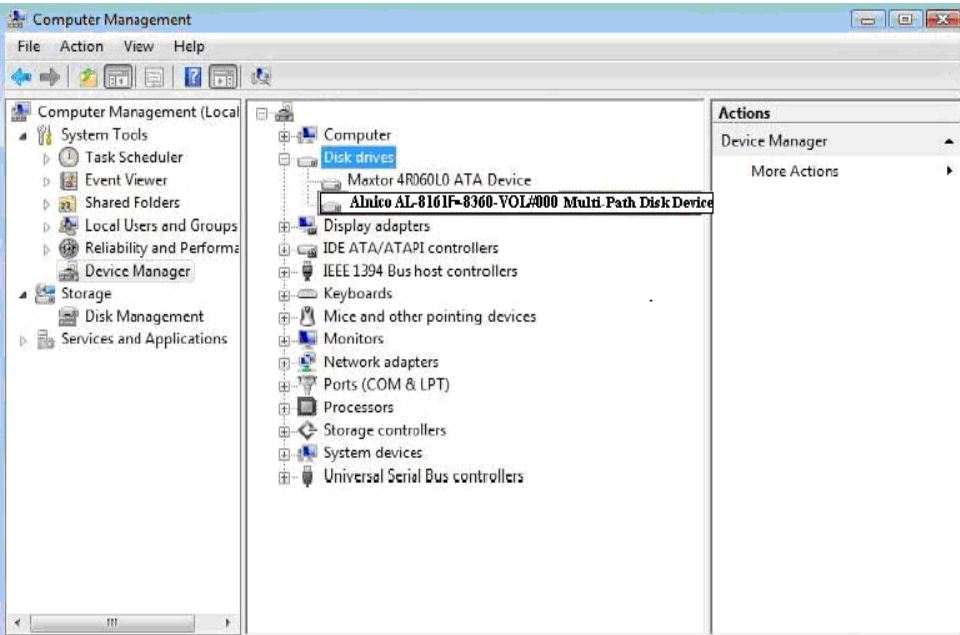 Computer Management
File Action View Help
Computer Management (Local
System Tools
Task Scheduler
Event Viewer
Shared Folders
Local Users and Groups
Reliability and Performa
Device Manager
Storage
Disk Management
Services and Applications
Computer
Disk drives
Maxtor 4R060L0 ATA Device
Alnico AL-8161F-8360-VOL#000 Multi-Path Disk Device
Display adapters
IDE ATA/ATAPI controllers
IEEE 1394 Bus host controllers
Keyboards
Mice and other pointing devices
Monitors
Network adapters
Ports (COM & LPT)
Processors
Storage controllers
System devices
Universal Serial Bus controllers
Actions
Device Manager
More Actions